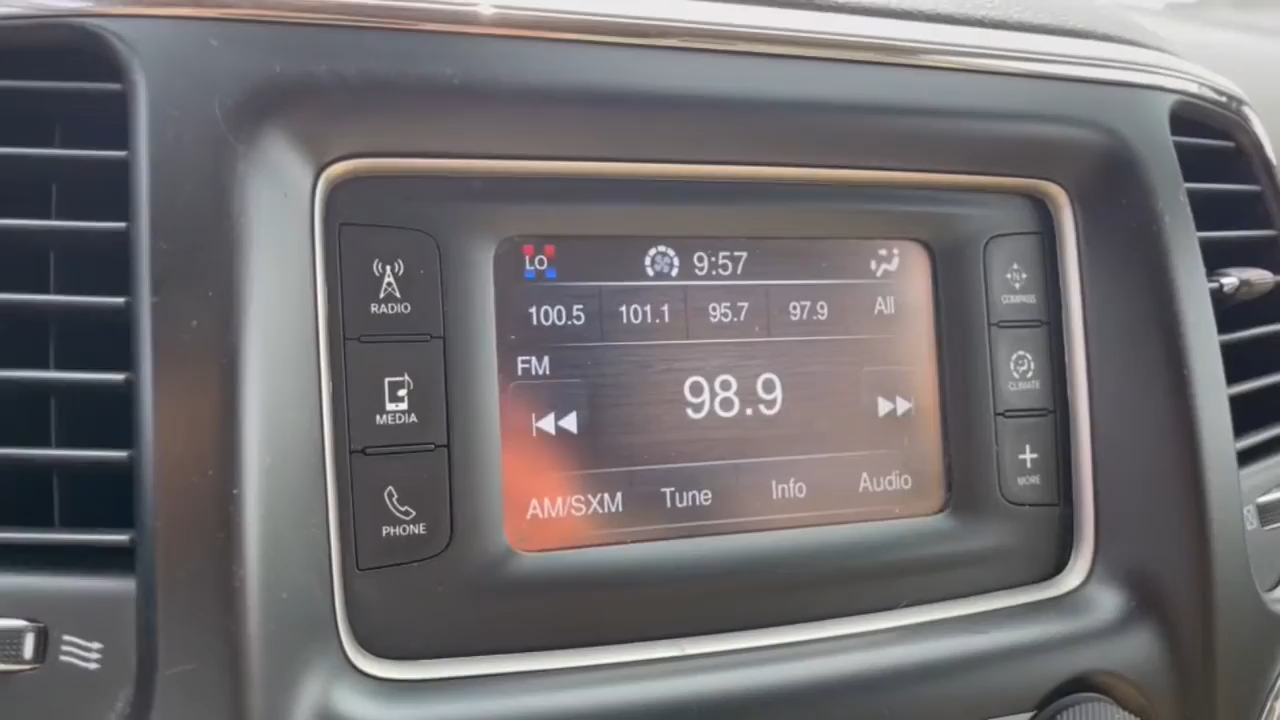 RADIO
MEDIA
PHONE
LO 9:57
100.5 101.1 95.7 97.9 All
FM
98.9
AM/SXM Tune Info Audio
N
COMPASS
CLIMATE
MORE